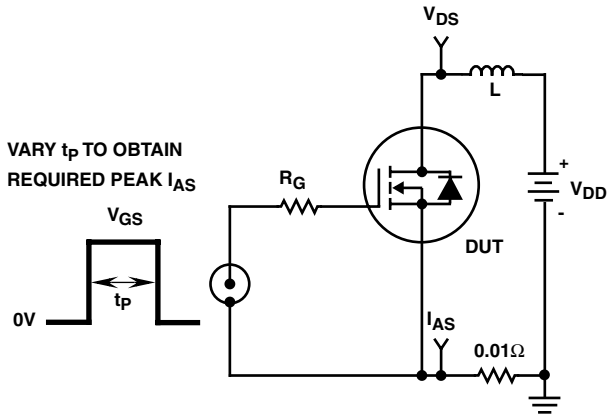 VDS
L
VARY tP TO OBTAIN
REQUIRED PEAK IAS
RG
+
VDD
-
VGS
DUT
tP
0V
IAS
0.01Ω